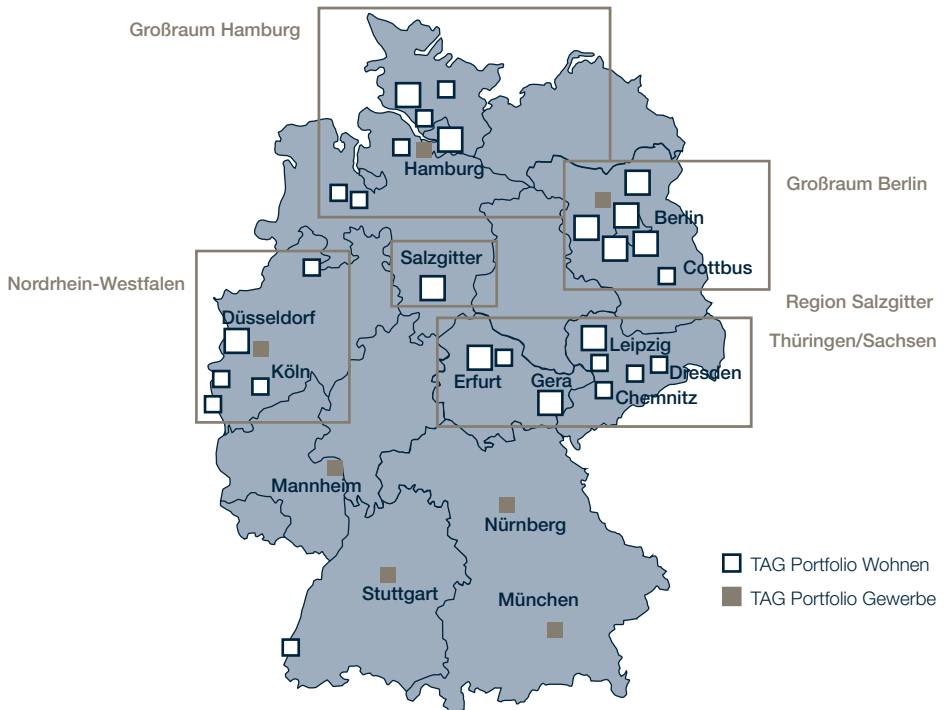 Großraum Hamburg
Hamburg
Großraum Berlin
Berlin
Cottbus
Salzgitter
Nordrhein-Westfalen
Region Salzgitter
Düsseldorf
Köln
Thüringen/Sachsen
Leipzig
Erfurt
Gera
Dresden
Chemnitz
Mannheim
Nürnberg
Stuttgart
München
TAG Portfolio Wohnen
TAG Portfolio Gewerbe